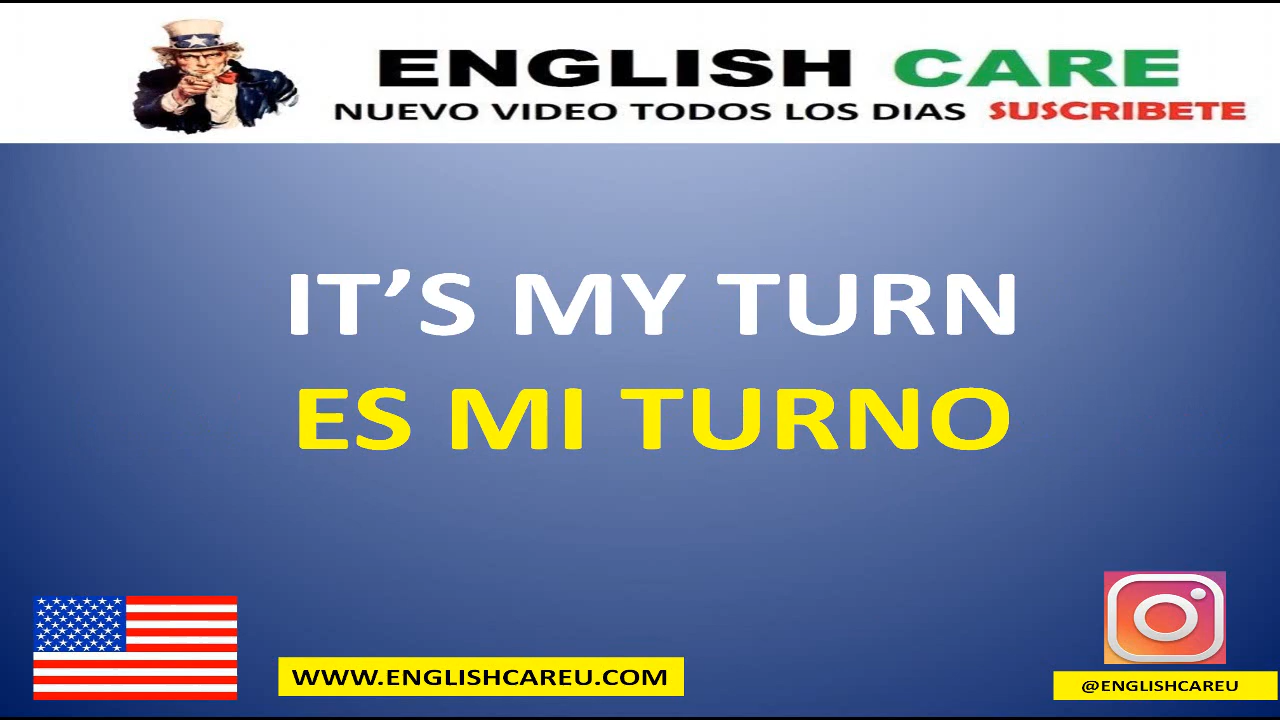 ENGLISH CARE
NUEVO VIDEO TODOS LOS DIAS SUSCRIBETE
IT’S MY TURN
ES MI TURNO
WWW.ENGLISHCAREU.COM
@ENGLISHCAREU